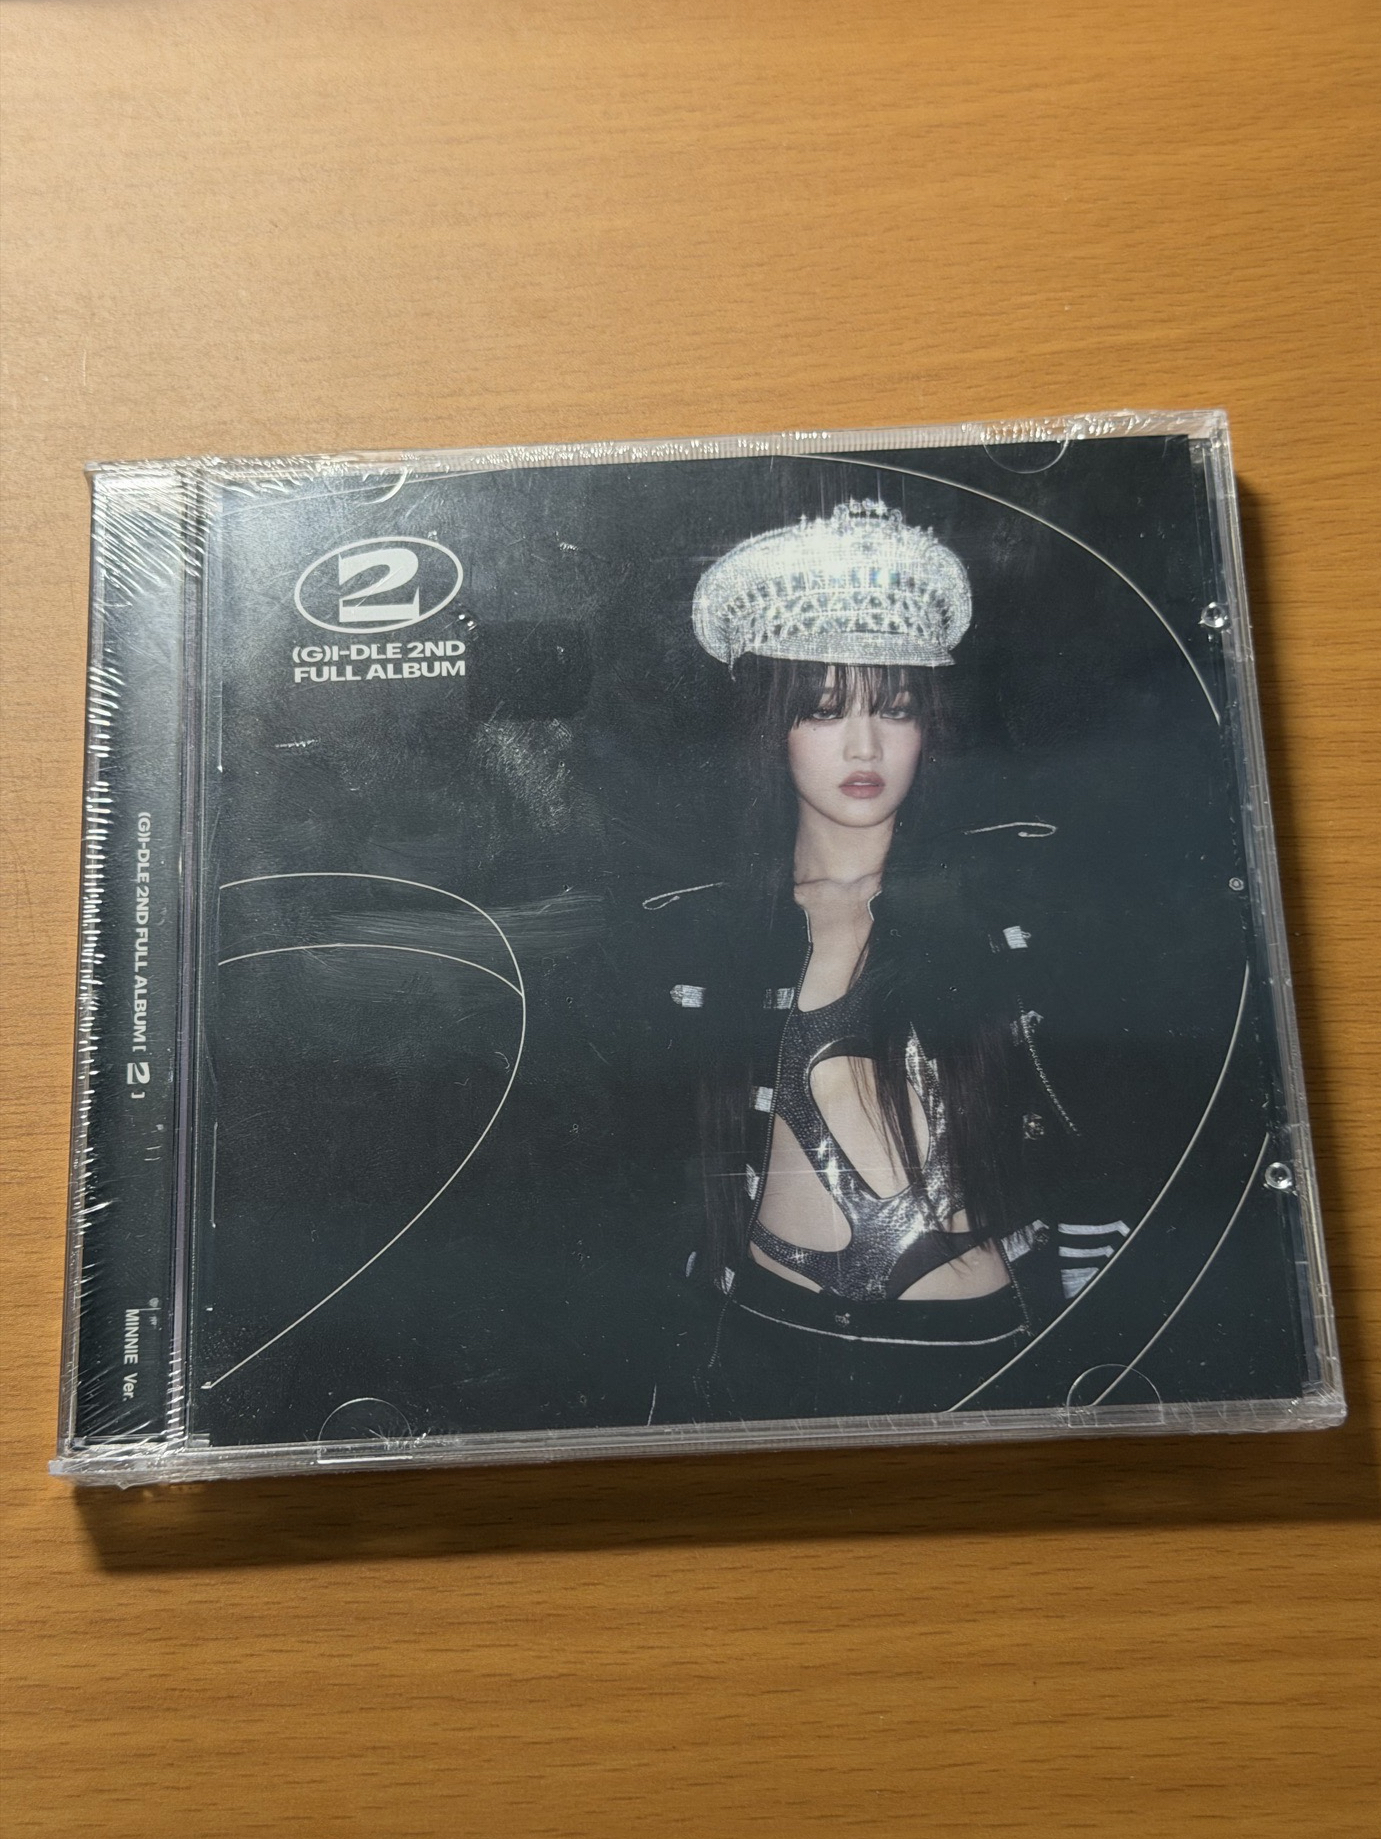 2
(G)I-DLE 2ND
FULL ALBUM
(G)I-DLE 2ND FULL ALBUM [ 2 ]
MINNIE Ver.